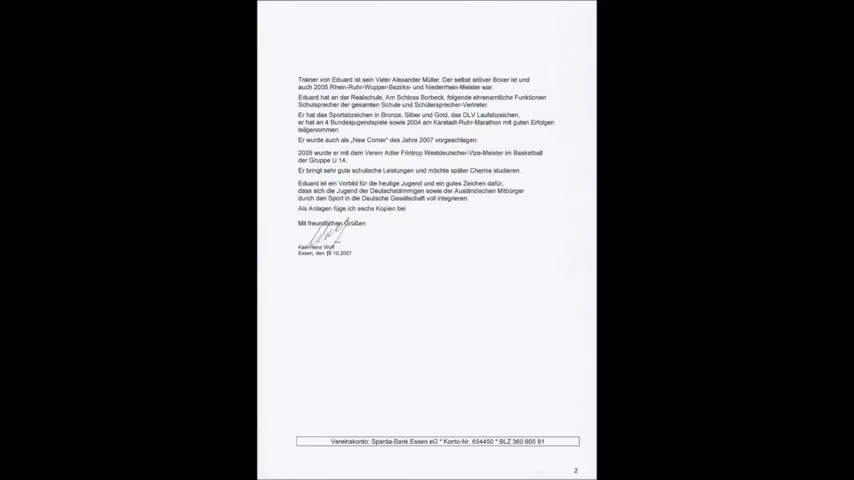 Trainer von Eduard ist sein Vater Alexander Müller. Der selbst aktiver Boxer ist und
auch 2005 Rhein-Ruhr-Wupper-Bezirks- und Niederrhein-Meister war.
Eduard hat an der Realschule, Am Schloss Borbeck, folgende ehrenamtliche Funktionen
Schulsprecher der gesamten Schule und Schülersprecher-Vertreter.
Er hat das Sportabzeichen in Bronze, Silber und Gold, das DLV Laufabzeichen,
er hat an 4 Bundesjugendspiele sowie 2004 am Karstadt-Ruhr-Marathon mit guten Erfolgen
teilgenommen.
Er wurde auch als „New Comer“ des Jahre 2007 vorgeschlagen.
2005 wurde er mit dem Verein Adler Frintrop Westdeutscher-Vize-Meister im Basketball
der Gruppe U 14.
Er bringt sehr gute schulische Leistungen und möchte später Chemie studieren.
Eduard ist ein Vorbild für die heutige Jugend und ein gutes Zeichen dafür,
dass sich die Jugend der Deutschstämmigen sowie der Ausländischen Mitbürger
durch den Sport in die Deutsche Gesellschaft voll integrieren.
Als Anlagen füge ich sechs Kopien bei
Mit freundlichen Grüßen
Karl-Heinz Wolf
Essen, den 19.10.2007
Vereinskonto: Sparda-Bank Essen eG * Konto-Nr. 654450 * BLZ 360 605 91
2